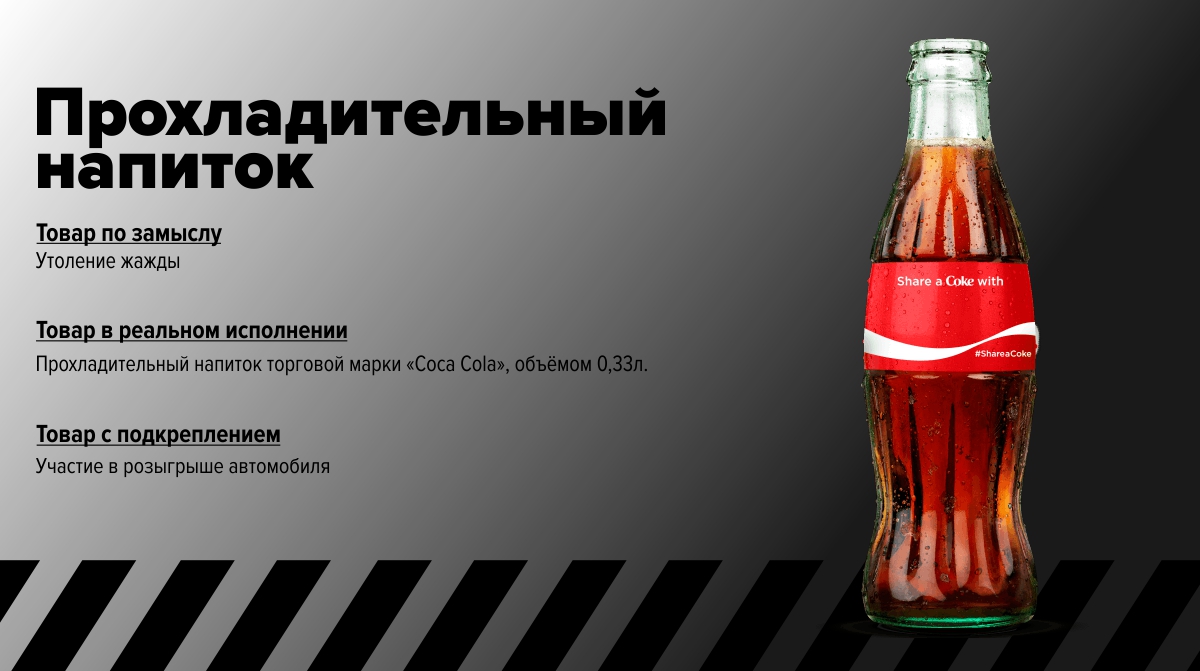 Прохладительный
напиток
Товар по замыслу
Утоление жажды
Товар в реальном исполнении
Прохладительный напиток торговой марки «Coca Cola», объёмом 0,33л.
Товар с подкреплением
Участие в розыгрыше автомобиля
Share a Coke with
#ShareaCoke